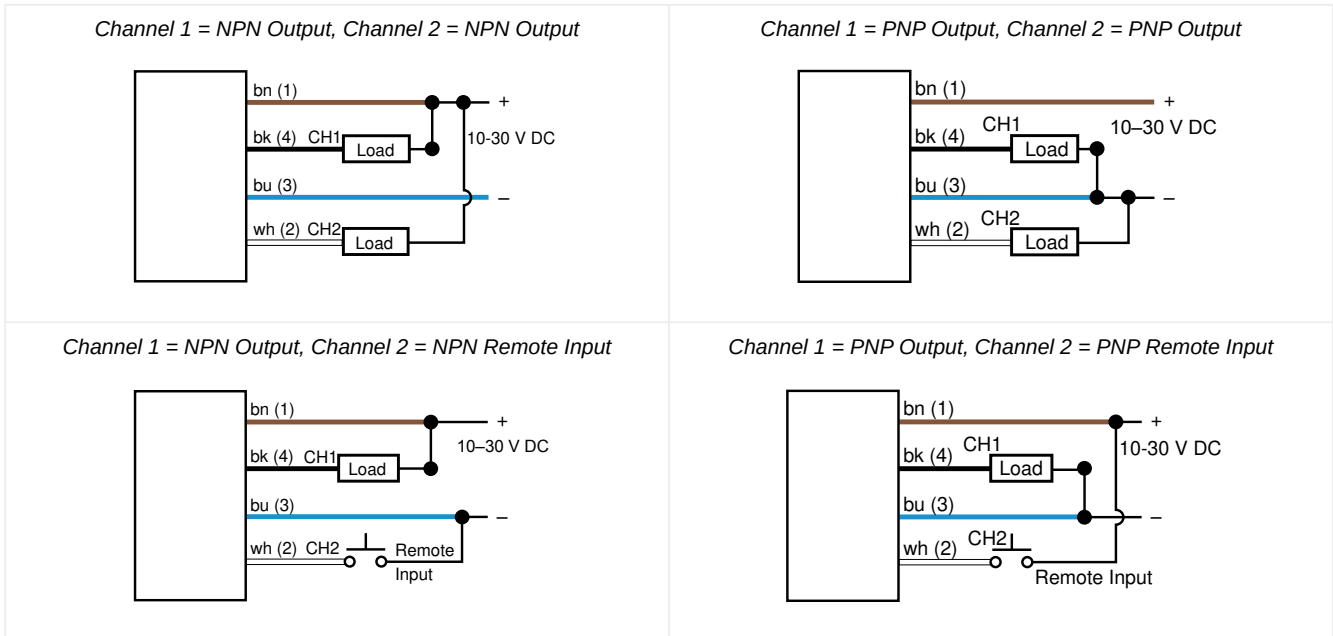 Channel 1 = NPN Output, Channel 2 = NPN Output
bn (1)
+
10-30 V DC
bk (4) CH1
Load
bu (3)
–
wh (2) CH2
Load
Channel 1 = PNP Output, Channel 2 = PNP Output
bn (1)
+
10–30 V DC
bk (4)
CH1
Load
bu (3)
–
wh (2)
CH2
Load
Channel 1 = NPN Output, Channel 2 = NPN Remote Input
bn (1)
+
10–30 V DC
bk (4) CH1
Load
bu (3)
–
wh (2) CH2
Remote
Input
Channel 1 = PNP Output, Channel 2 = PNP Remote Input
bn (1)
+
10-30 V DC
bk (4)
CH1
Load
bu (3)
–
wh (2)
CH2
Remote Input